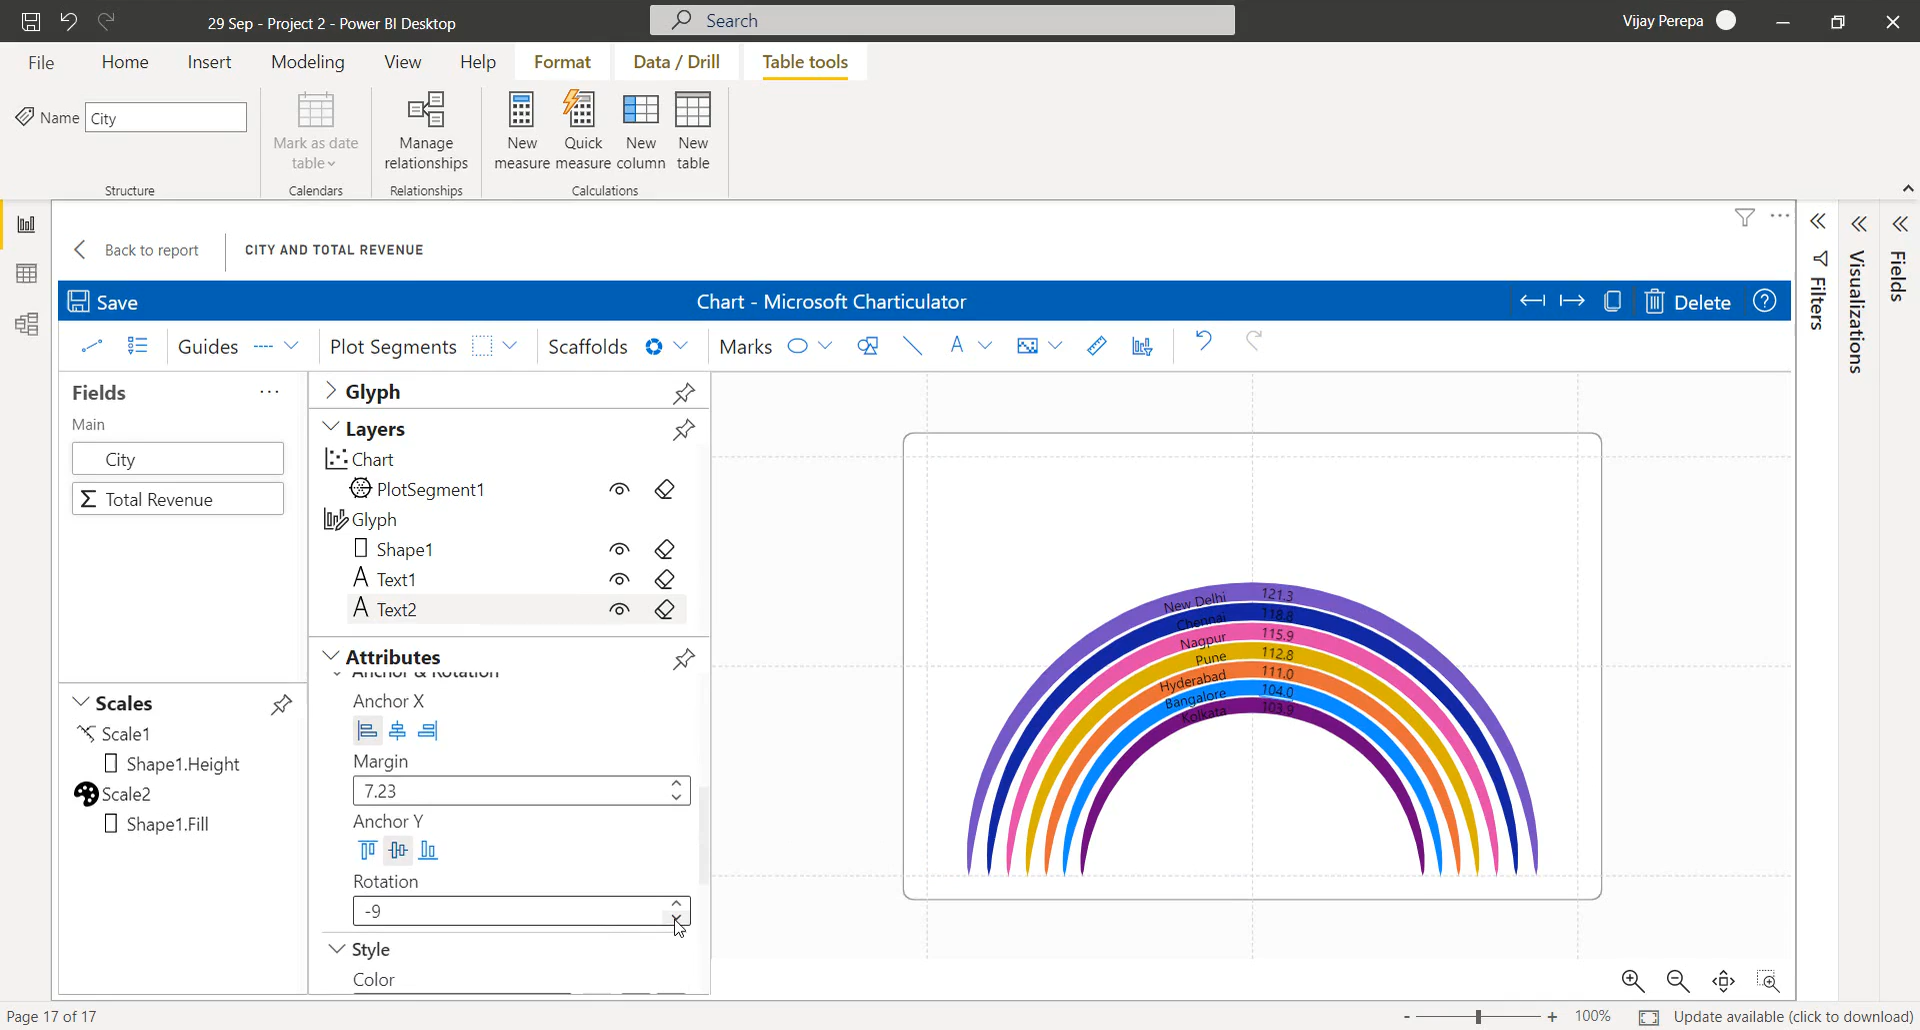 29 Sep - Project 2 - Power BI Desktop
Search
Vijay Perepa
File Home Insert Modeling View Help Format Data / Drill Table tools
Name City
Mark as date table
Manage relationships
New measure
Quick measure
New column
New table
Structure Calendars Relationships Calculations
Back to report
CITY AND TOTAL REVENUE
Save
Chart - Microsoft Charticulator
Delete
Guides Plot Segments Scaffolds Marks
Fields
Main
City
Σ Total Revenue
Scales
Scale1
Shape1.Height
Scale2
Shape1.Fill
Glyph
Layers
Chart
PlotSegment1
Glyph
Shape1
A Text1
A Text2
Attributes
Anchor & Rotation
Anchor X
Margin
7.23
Anchor Y
Rotation
-9
Style
Color
New Delhi 121.3
Chennai 118.8
Nagpur 115.9
Pune 112.8
Hyderabad 111.0
Bangalore 104.0
Kolkata 103.9
Filters
Visualizations
Fields
Page 17 of 17
- + 100%
Update available (click to download)